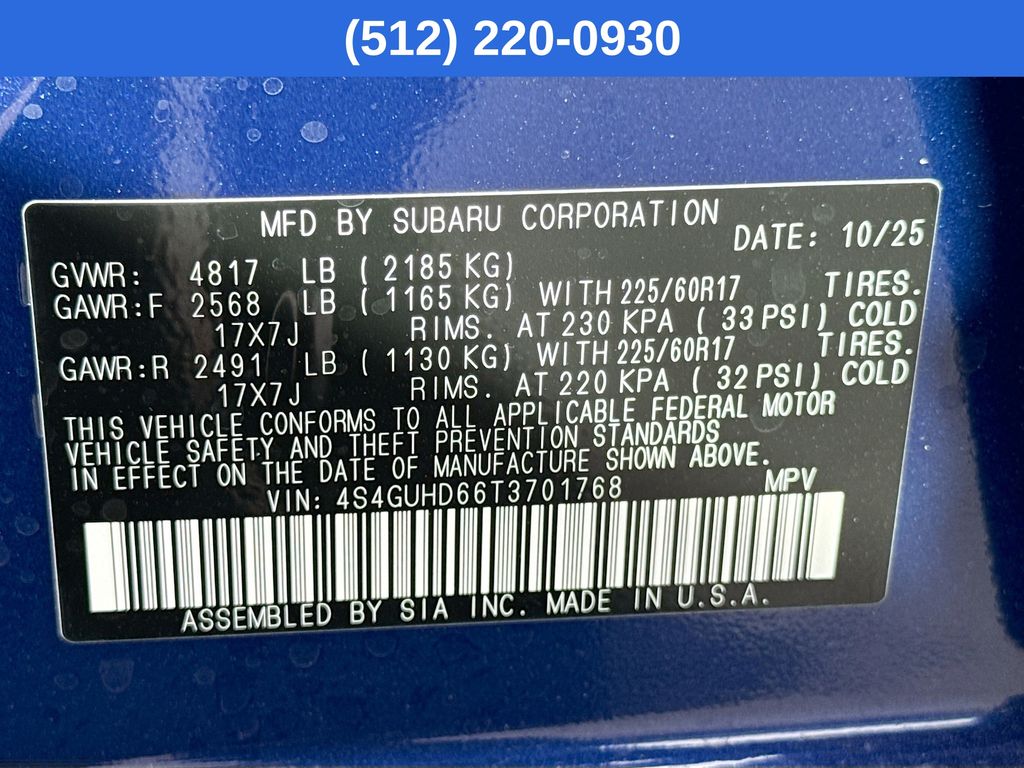 (512) 220-0930
MFD BY SUBARU CORPORATION DATE: 10/25
GVWR: 4817 LB ( 2185 KG)
GAWR:F 2568 LB ( 1165 KG) WITH 225/60R17 TIRES.
17X7J RIMS. AT 230 KPA ( 33 PSI) COLD
GAWR:R 2491 LB ( 1130 KG) WITH 225/60R17 TIRES.
17X7J RIMS. AT 220 KPA ( 32 PSI) COLD
THIS VEHICLE CONFORMS TO ALL APPLICABLE FEDERAL MOTOR
VEHICLE SAFETY AND THEFT PREVENTION STANDARDS
IN EFFECT ON THE DATE OF MANUFACTURE SHOWN ABOVE.
VIN: 4S4GUHD66T3701768 MPV
ASSEMBLED BY SIA INC. MADE IN U.S.A.